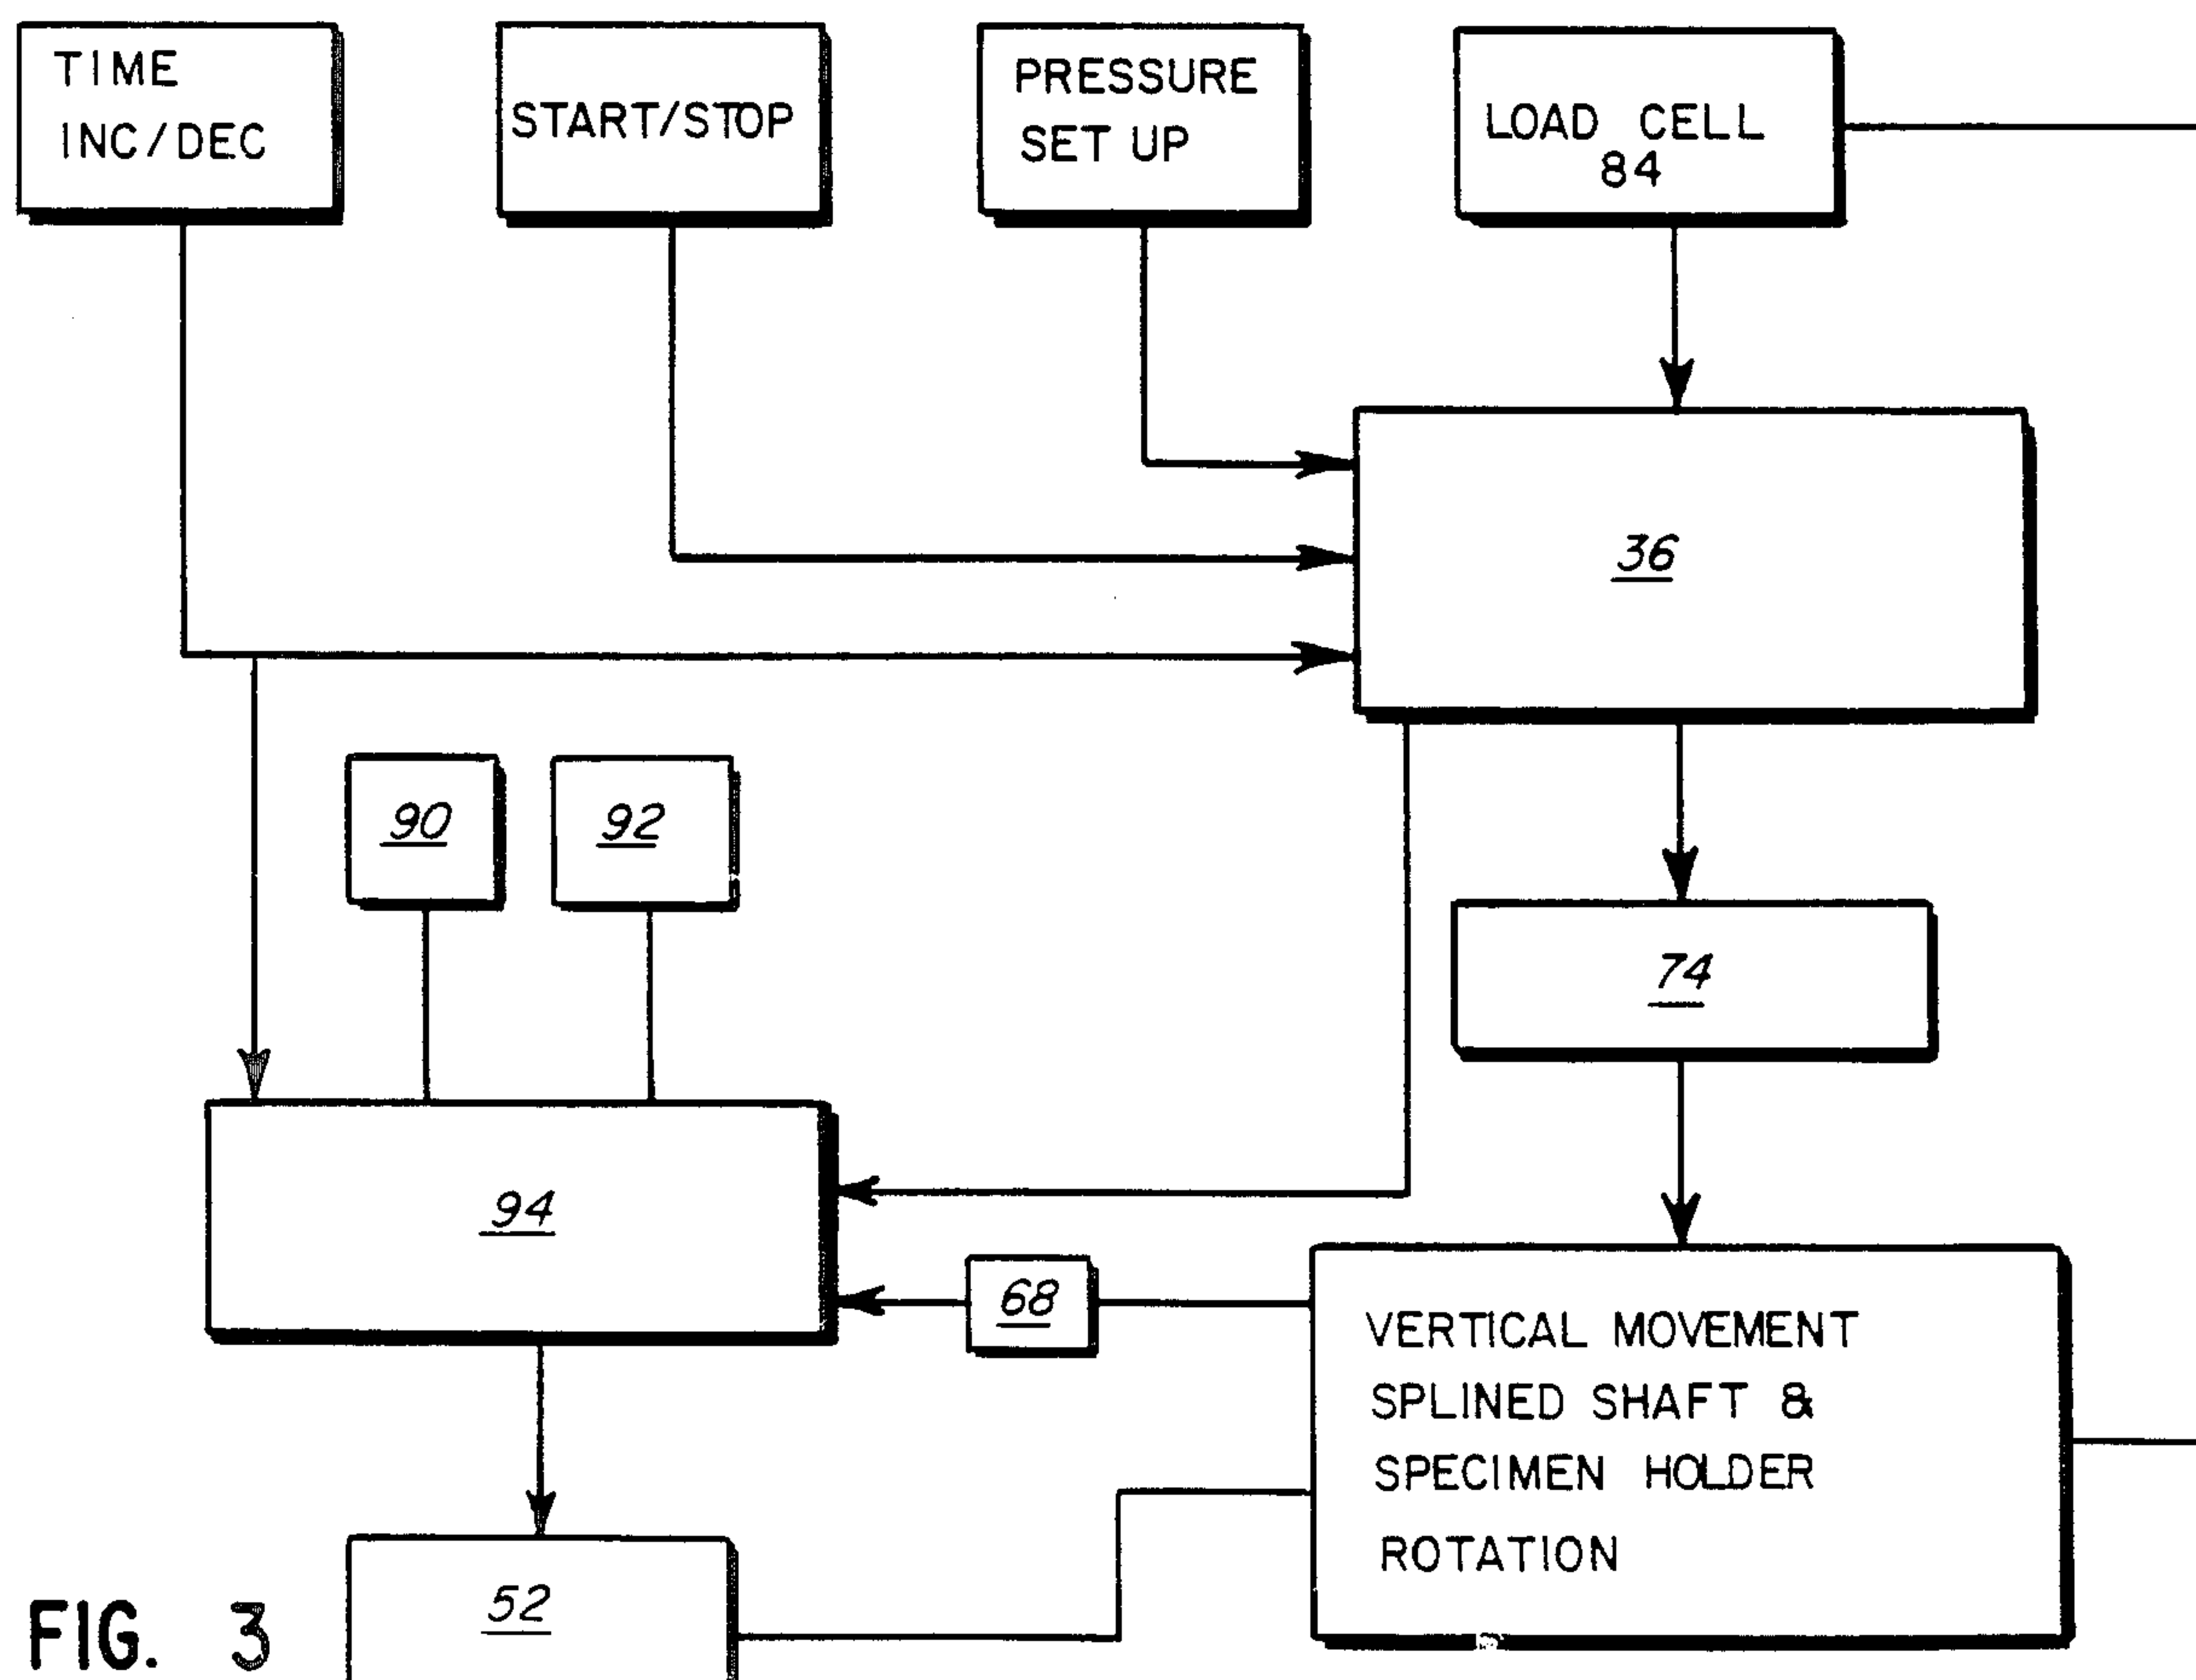 TIME
INC/DEC
START/STOP
PRESSURE
SET UP
LOAD CELL
84
36
90
92
74
94
68
VERTICAL MOVEMENT
SPLINED SHAFT &
SPECIMEN HOLDER
ROTATION
52
FIG. 3